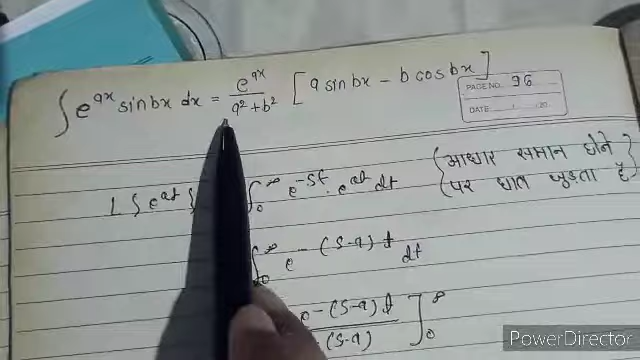 ∫ e^{ax} sin bx dx = e^{ax} / (a² + b²) [a sin bx − b cos bx]
PAGE NO. 96
DATE
L{e^{at}} ∫₀^∞ e^{-st} . e^{at} dt {आधार समान होने
पर घात जुड़ता है
∫₀^∞ e^{-(s-a)t} dt
e^{-(s-a)t} / -(s-a) ]₀^∞
PowerDirector